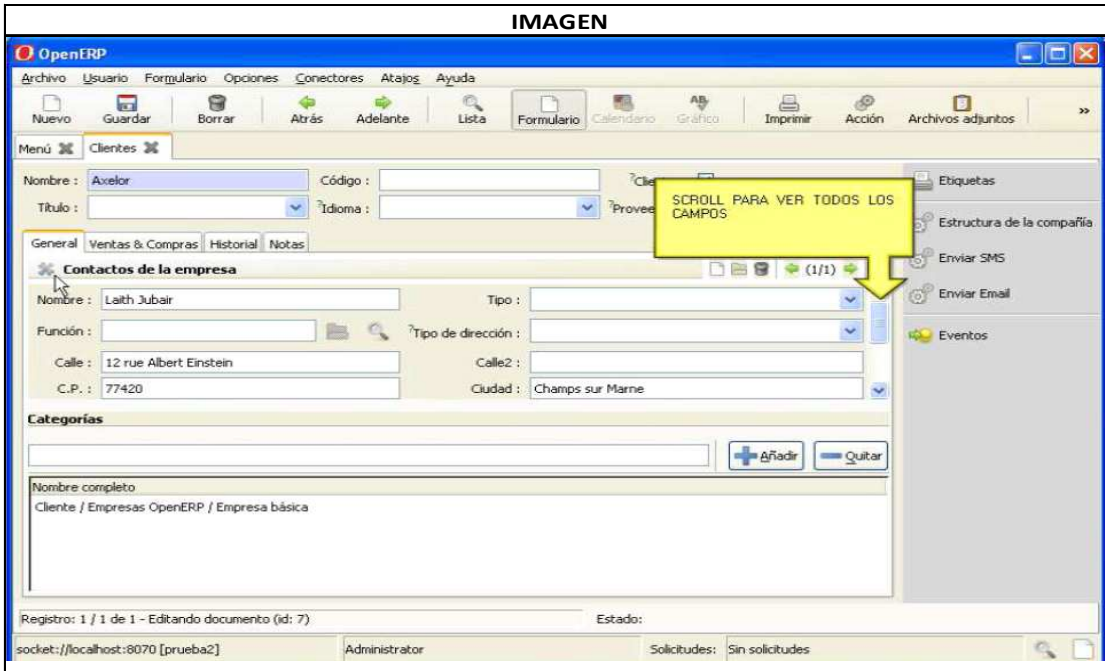 IMAGEN
OpenERP
Archivo Usuario Formulario Opciones Conectores Atajos Ayuda
Nuevo Guardar Borrar Atrás Adelante Lista Formulario Calendario Gráfico Imprimir Acción Archivos adjuntos »
Menú Clientes
Nombre : Axelor Código :
Título : ?Idioma :
SCROLL PARA VER TODOS LOS
CAMPOS
General Ventas & Compras Historial Notas
Contactos de la empresa (1/1)
Nombre : Laith Jubair Tipo :
Función : ?Tipo de dirección :
Calle : 12 rue Albert Einstein Calle2 :
C.P. : 77420 Ciudad : Champs sur Marne
Categorías
Añadir Quitar
Nombre completo
Cliente / Empresas OpenERP / Empresa básica
Etiquetas
Estructura de la compañía
Enviar SMS
Enviar Email
Eventos
Registro: 1 / 1 de 1 - Editando documento (id: 7) Estado:
socket://localhost:8070 [prueba2] Administrator Solicitudes: Sin solicitudes